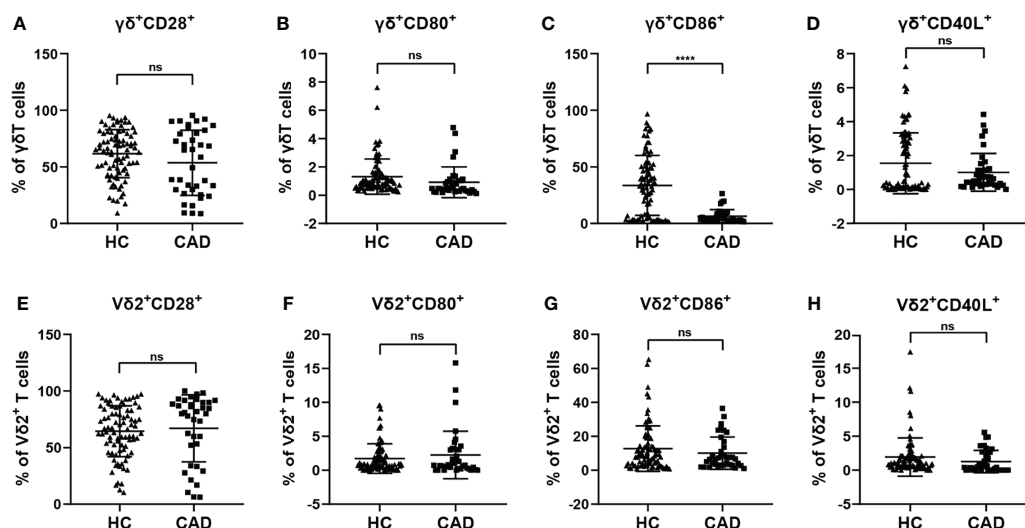 A γδ⁺CD28⁺
% of γδT cells
150
100
50
0
ns
HC CAD
B γδ⁺CD80⁺
% of γδT cells
10
8
6
4
2
0
-2
ns
HC CAD
C γδ⁺CD86⁺
% of γδT cells
150
100
50
0
****
HC CAD
D γδ⁺CD40L⁺
% of γδT cells
8
6
4
2
0
-2
ns
HC CAD
E Vδ2⁺CD28⁺
% of Vδ2⁺ T cells
150
100
50
0
ns
HC CAD
F Vδ2⁺CD80⁺
% of Vδ2⁺ T cells
20
15
10
5
0
-5
ns
HC CAD
G Vδ2⁺CD86⁺
% of Vδ2⁺ T cells
80
60
40
20
0
-20
ns
HC CAD
H Vδ2⁺CD40L⁺
% of Vδ2⁺ T cells
20
15
10
5
0
-5
ns
HC CAD